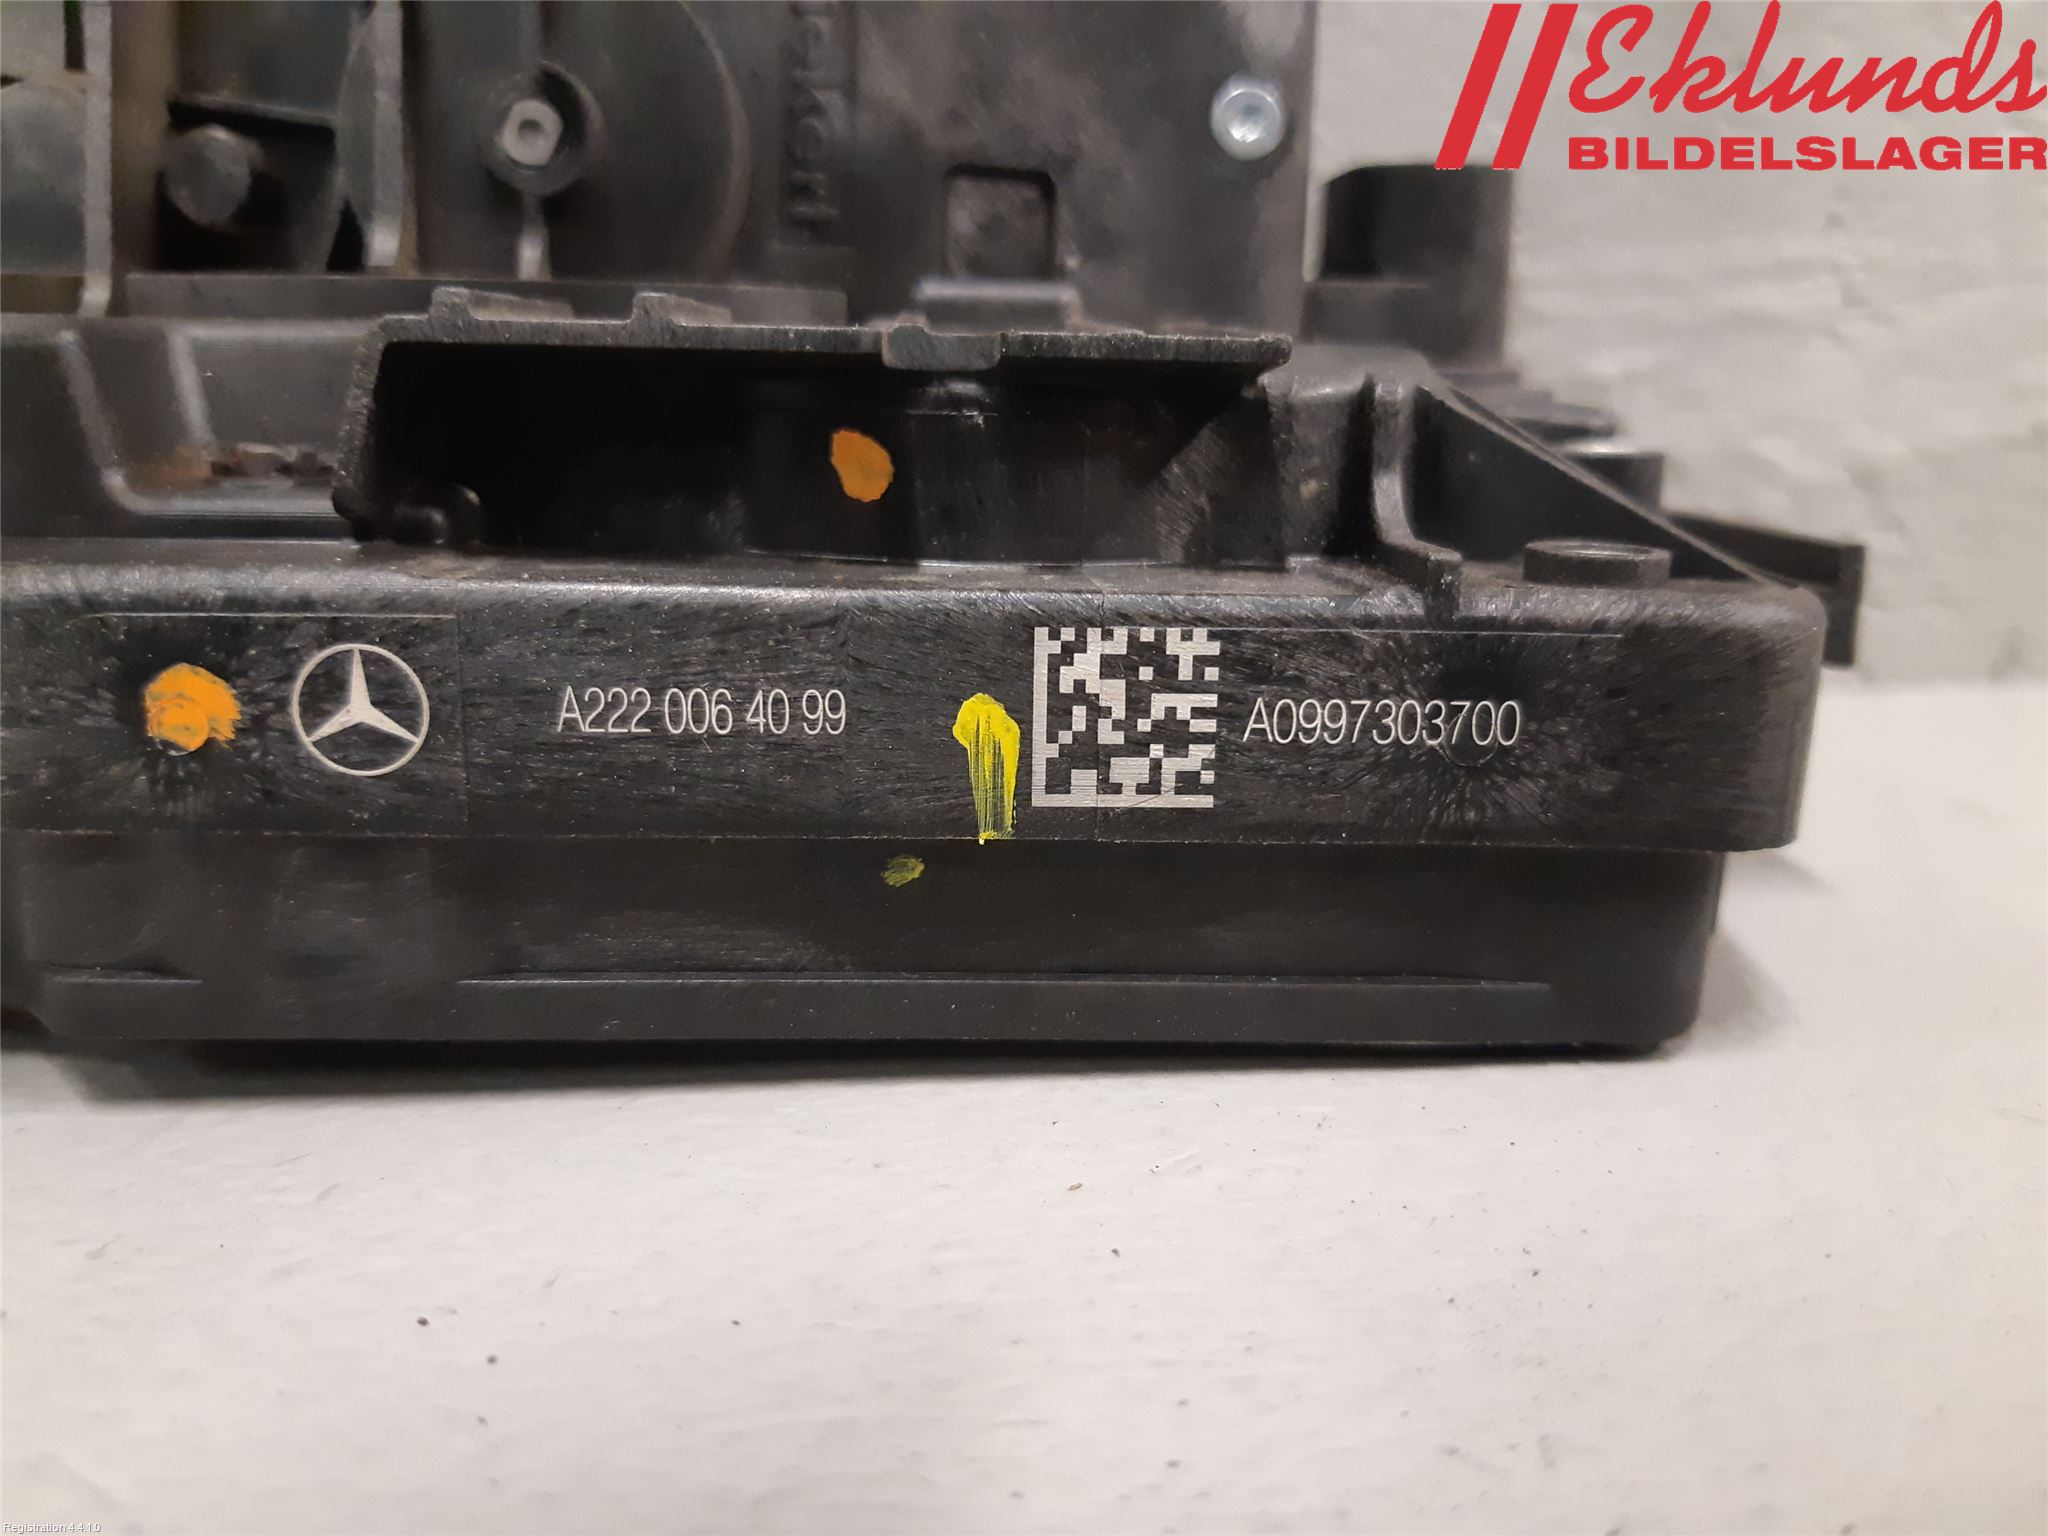 Eklunds
BILDELSLAGER
A222 006 40 99
A0997303700
Registration 4.4.1.0